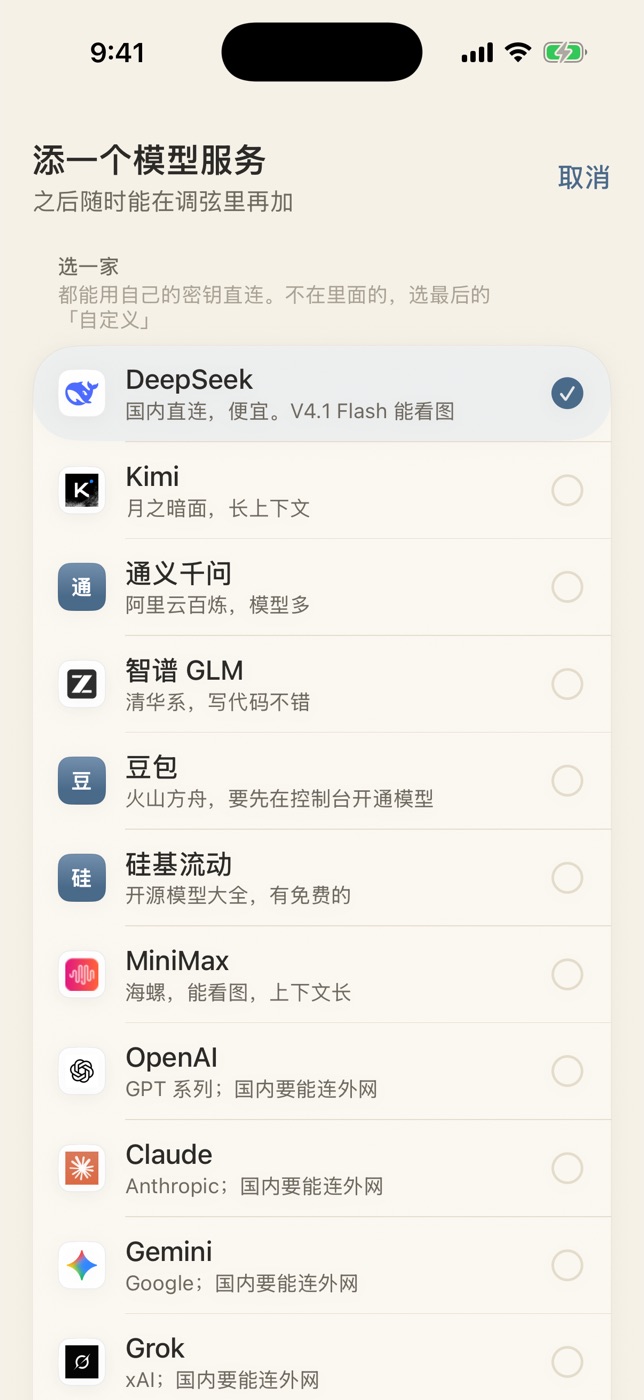 9:41
添一个模型服务
取消
之后随时能在调弦里再加
选一家
都能用自己的密钥直连。不在里面的，选最后的
「自定义」
DeepSeek
国内直连，便宜。V4.1 Flash 能看图
Kimi
月之暗面，长上下文
通
通义千问
阿里云百炼，模型多
智谱 GLM
清华系，写代码不错
豆
豆包
火山方舟，要先在控制台开通模型
硅
硅基流动
开源模型大全，有免费的
MiniMax
海螺，能看图，上下文长
OpenAI
GPT 系列；国内要能连外网
Claude
Anthropic；国内要能连外网
Gemini
Google；国内要能连外网
Grok
xAI；国内要能连外网